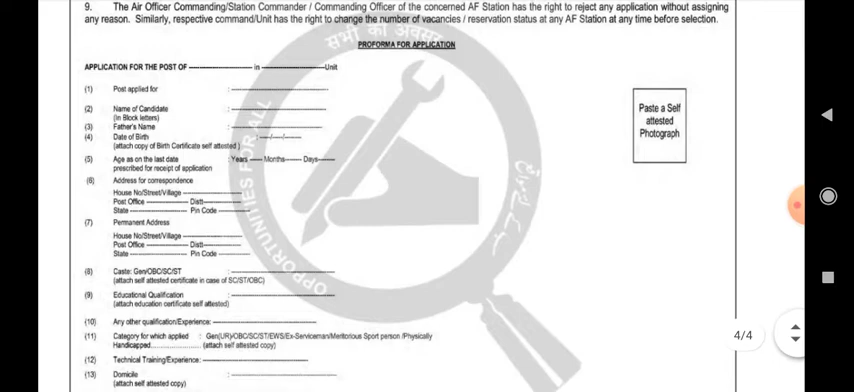 9. The Air Officer Commanding/Station Commander / Commanding Officer of the concerned AF Station has the right to reject any application without assigning
any reason. Similarly, respective command/Unit has the right to change the number of vacancies / reservation status at any AF Station at any time before selection.
PROFORMA FOR APPLICATION
APPLICATION FOR THE POST OF ---------------------- in ----------------------Unit
(1) Post applied for : --------------------------------
(2) Name of Candidate : --------------------------------
(In Block letters)
(3) Father's Name : ------------------------------
(4) Date of Birth : ----/----/-----
(attach copy of Birth Certificate self attested )
(5) Age as on the last date : Years ---- Months------ Days-----
prescribed for receipt of application
(6) Address for correspondence
House No/Street/Village --------------------
Post Office -------------- Distt-------------
State ----------------------- Pin Code -----------
(7) Permanent Address
House No/Street/Village --------------------
Post Office -------------- Distt-------------
State ----------------------- Pin Code -----------
(8) Caste: Gen/OBC/SC/ST : --------------------------------
(attach self attested certificate in case of SC/ST/OBC)
(9) Educational Qualification : --------------------------------
(attach education certificate self attested)
(10) Any other qualification/Experience: --------------------------------
(11) Category for which applied : Gen(UR)/OBC/SC/ST/EWS/Ex-Serviceman/Meritorious Sport person /Physically
Handicapped..................... (attach self attested copy)
(12) Technical Training/Experience: --------------------------------
(13) Domicile : --------------------------------
(attach self attested copy)
Paste a Self
attested
Photograph
सभी को अवसर
OPPORTUNITIES FOR ALL
4/4